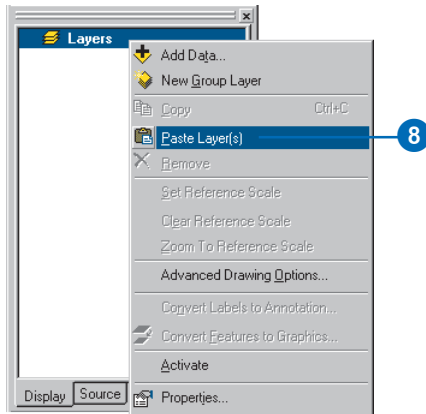 Layers
Add Data...
New Group Layer
Copy Ctrl+C
Paste Layer(s)
8
Remove
Set Reference Scale
Clear Reference Scale
Zoom To Reference Scale
Advanced Drawing Options...
Convert Labels to Annotation...
Convert Features to Graphics...
Activate
Display Source
Properties...